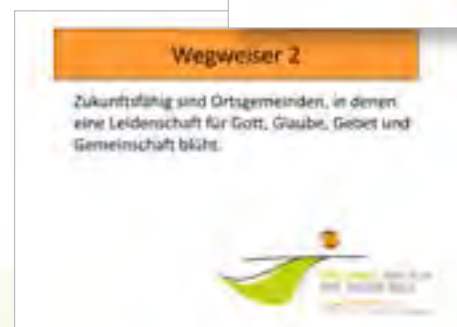 Wegweiser 2
Zukunftsfähig sind Ortsgemeinden, in denen
eine Leidenschaft für Gott, Glaube, Gebet und
Gemeinschaft blüht.